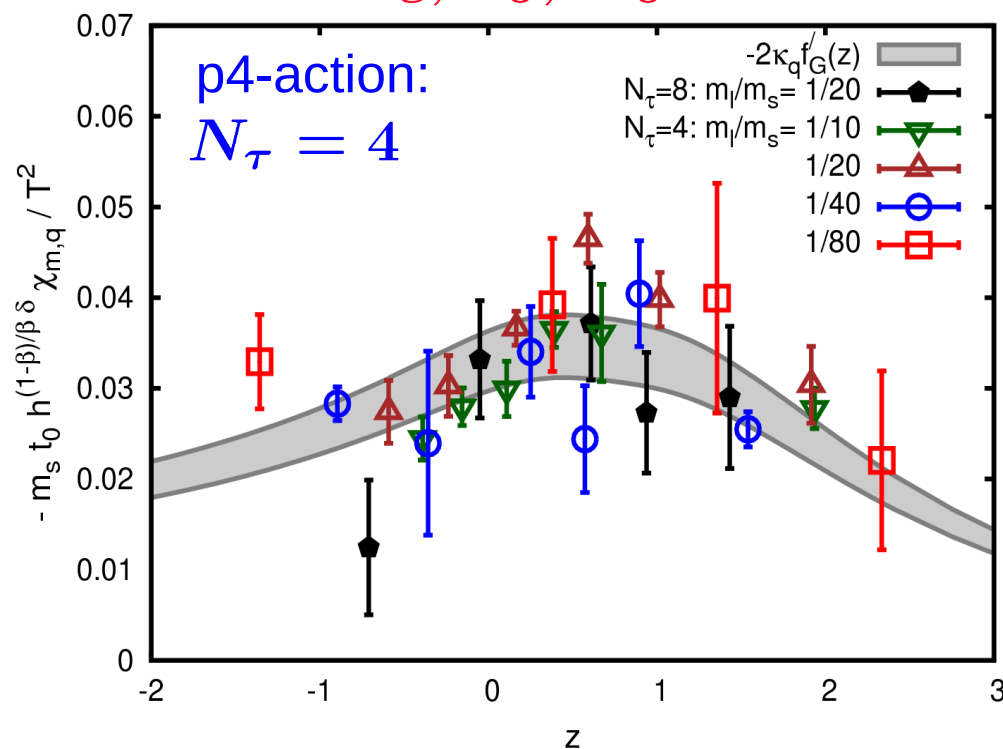 p4-action:
N_τ = 4
-2κ_q f′_G(z)
N_τ=8: m_l/m_s= 1/20
N_τ=4: m_l/m_s= 1/10
1/20
1/40
1/80
0.07
0.06
0.05
0.04
0.03
0.02
0.01
0
- m_s t_0 h^{(1-β)/β δ} χ_{m,q} / T^2
-2
-1
0
1
2
3
z